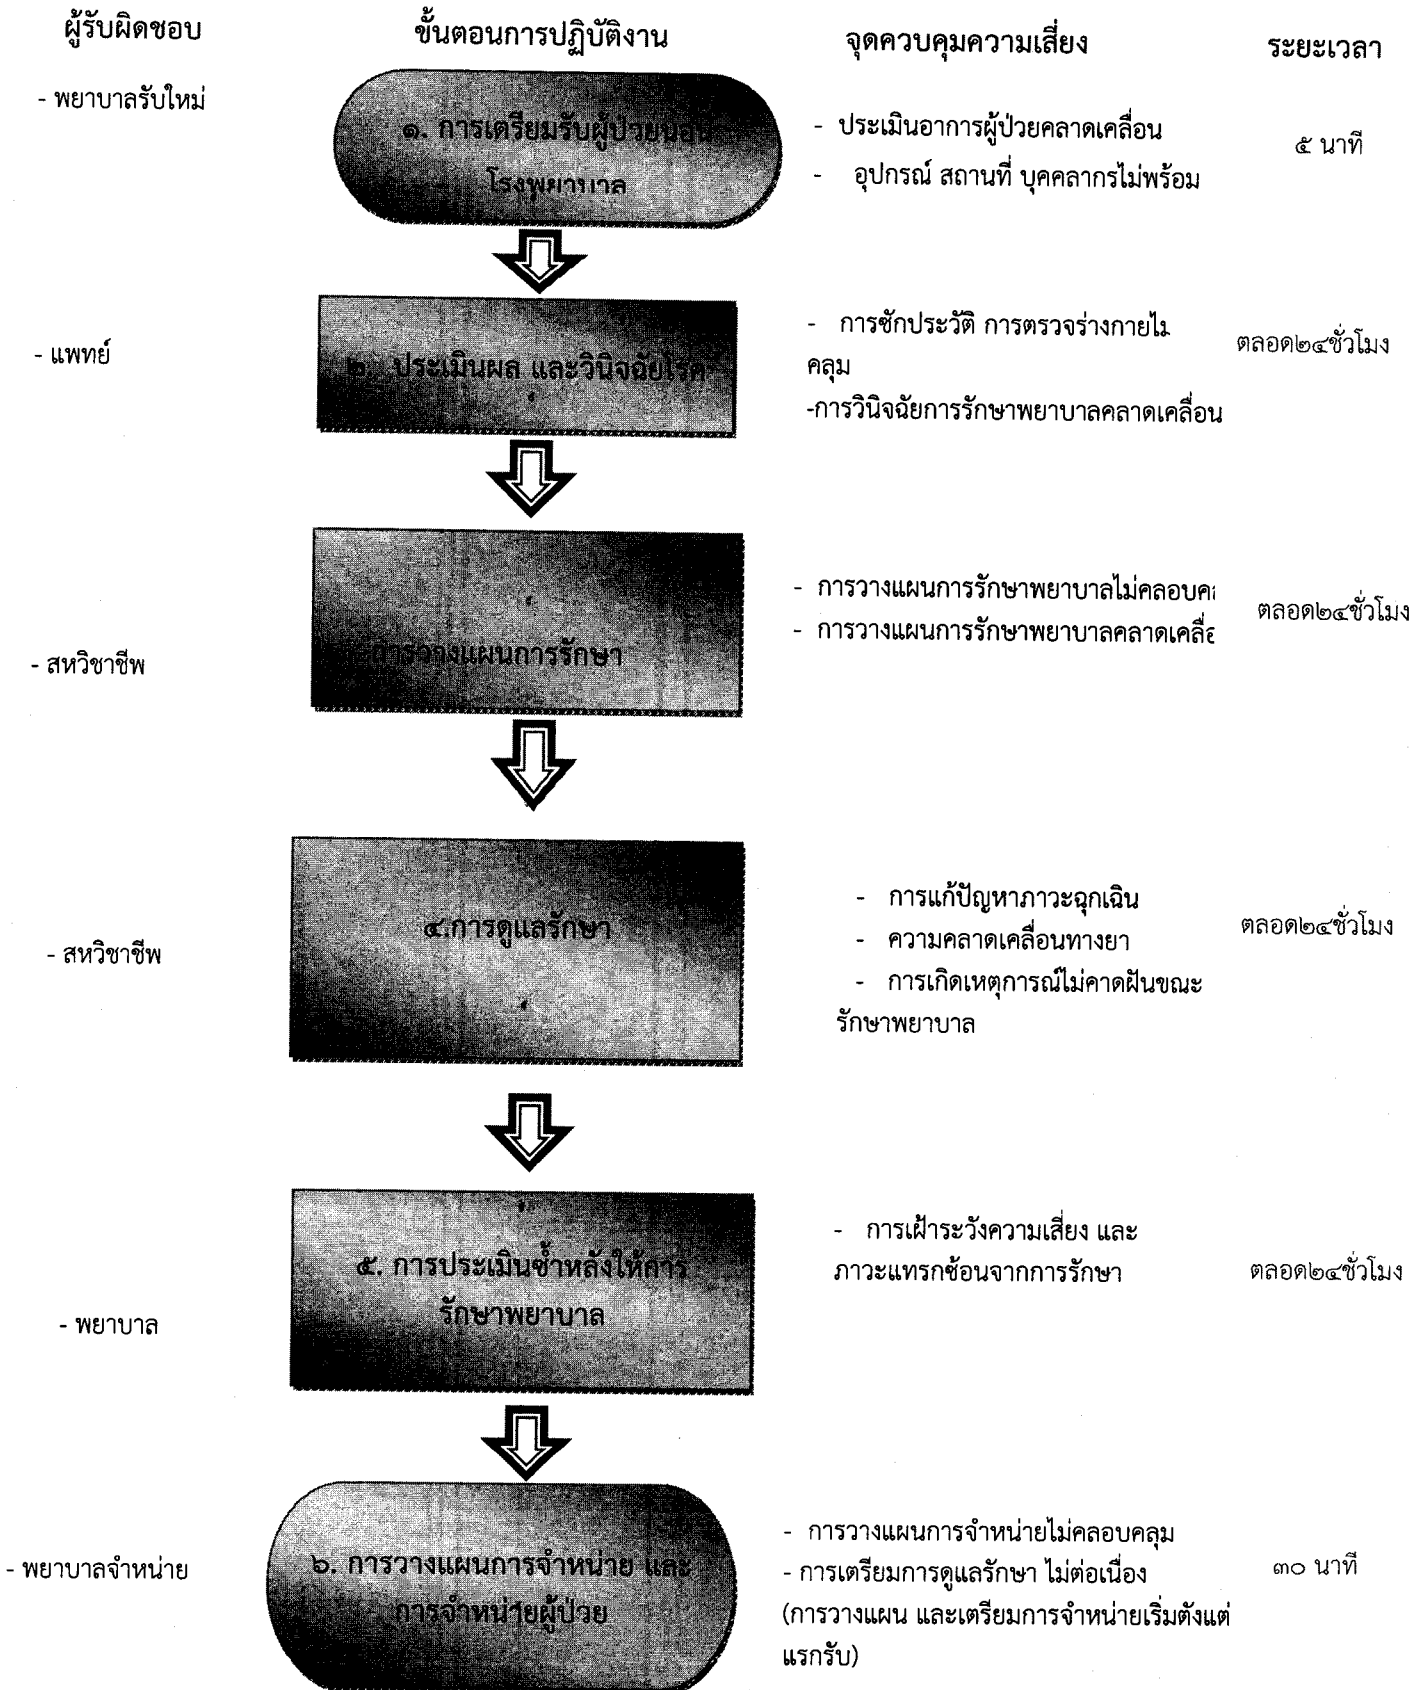 ผู้รับผิดชอบ
ขั้นตอนการปฏิบัติงาน
จุดควบคุมความเสี่ยง
ระยะเวลา
- พยาบาลรับใหม่
๑. การเตรียมรับผู้ป่วยนอน
โรงพยาบาล
- ประเมินอาการผู้ป่วยคลาดเคลื่อน
- อุปกรณ์ สถานที่ บุคคลากรไม่พร้อม
๕ นาที
- แพทย์
๒. ประเมินผล และวินิจฉัยโรค
- การซักประวัติ การตรวจร่างกาย
คลุม
-การวินิจฉัยการรักษาพยาบาลคลาดเคลื่อน
ตลอด๒๔ชั่วโมง
- สหวิชาชีพ
การวางแผนการรักษา
- การวางแผนการรักษาพยาบาลไม่คลอบ
- การวางแผนการรักษาพยาบาลคลาด
ตลอด๒๔ชั่วโมง
- สหวิชาชีพ
๔.การดูแลรักษา
- การแก้ปัญหาภาวะฉุกเฉิน
- ความคลาดเคลื่อนทางยา
- การเกิดเหตุการณ์ไม่คาดฝันขณะ
รักษาพยาบาล
ตลอด๒๔ชั่วโมง
- พยาบาล
๕. การประเมินซ้ำหลังให้การ
รักษาพยาบาล
- การเฝ้าระวังความเสี่ยง และ
ภาวะแทรกซ้อนจากการรักษา
ตลอด๒๔ชั่วโมง
- พยาบาลจำหน่าย
๖. การวางแผนการจำหน่าย และ
การจำหน่ายผู้ป่วย
- การวางแผนการจำหน่ายไม่คลอบคลุม
- การเตรียมการดูแลรักษา ไม่ต่อเนื่อง
(การวางแผน และเตรียมการจำหน่ายเริ่มตั้งแต่
แรกรับ)
๓๐ นาที